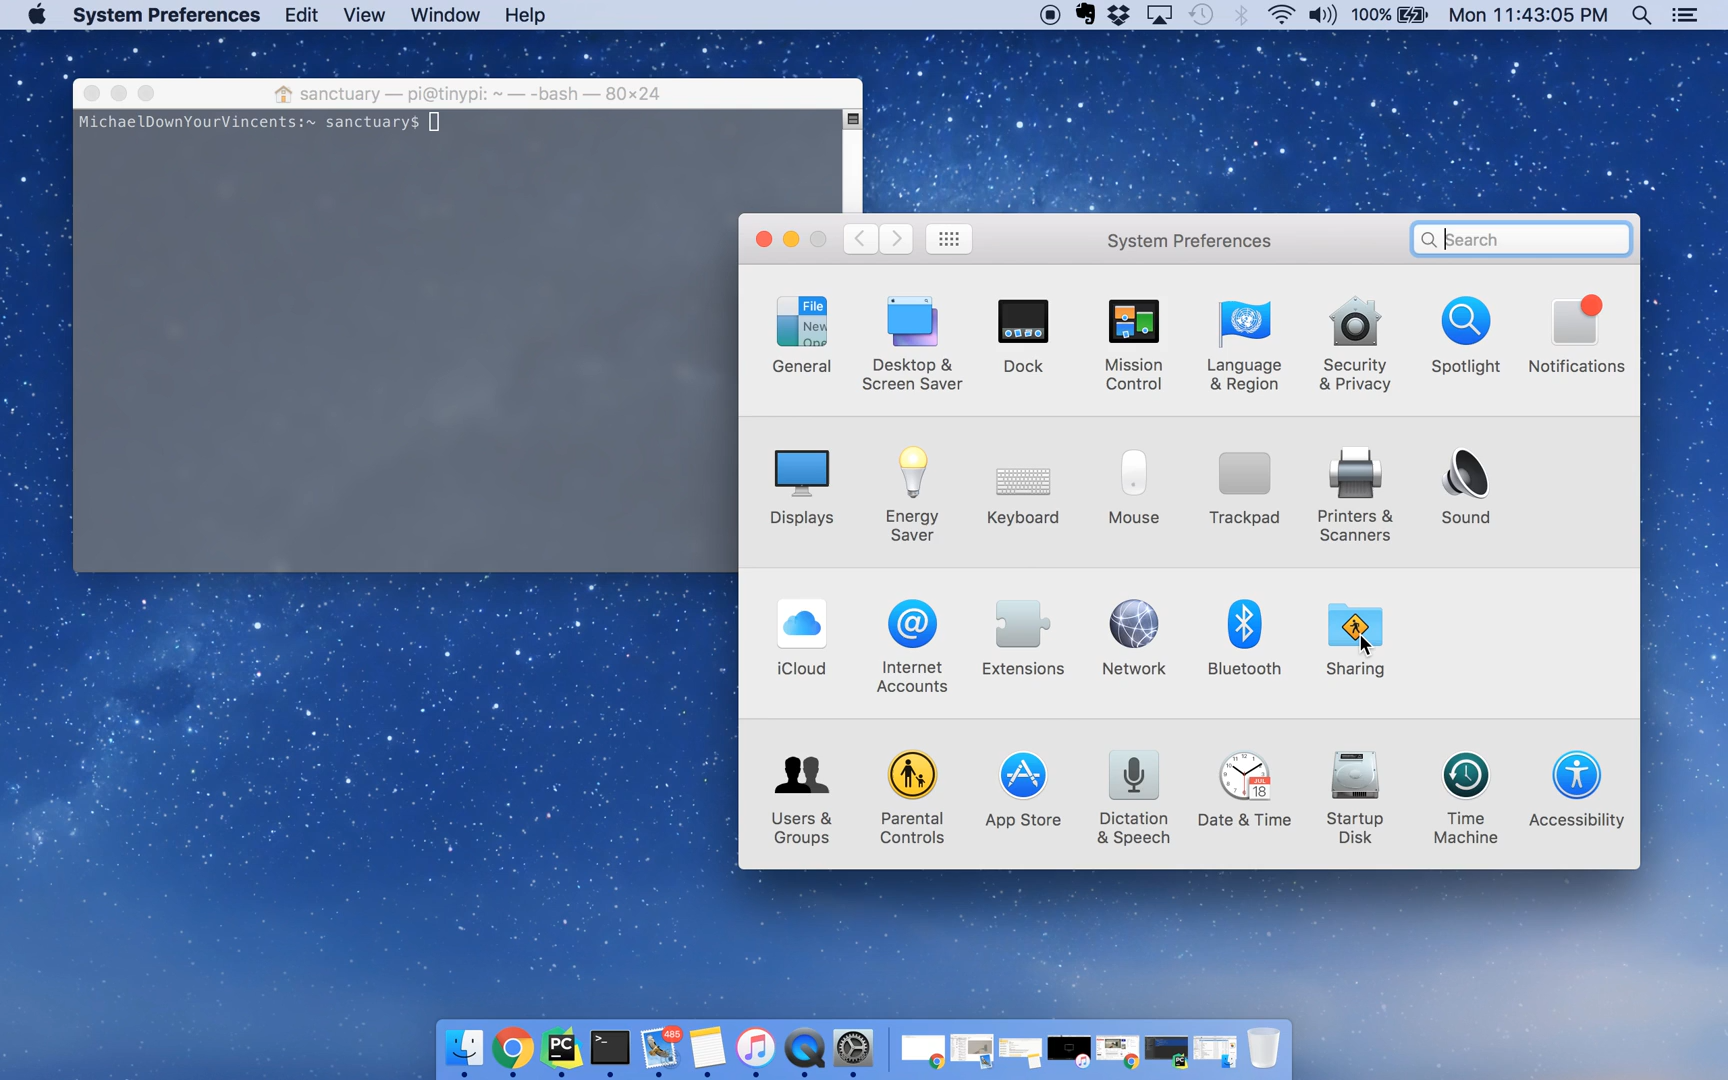 System Preferences Edit View Window Help 100% Mon 11:43:05 PM
sanctuary — pi@tinypi: ~ — -bash — 80×24
MichaelDownYourVincents:~ sanctuary$
System Preferences
Search
File
New
Ope
General
Desktop &
Screen Saver
Dock
Mission
Control
Language
& Region
Security
& Privacy
Spotlight
Notifications
Displays
Energy
Saver
Keyboard
Mouse
Trackpad
Printers &
Scanners
Sound
iCloud
Internet
Accounts
Extensions
Network
Bluetooth
Sharing
JUL
18
Users &
Groups
Parental
Controls
App Store
Dictation
& Speech
Date & Time
Startup
Disk
Time
Machine
Accessibility
PC
>_
485